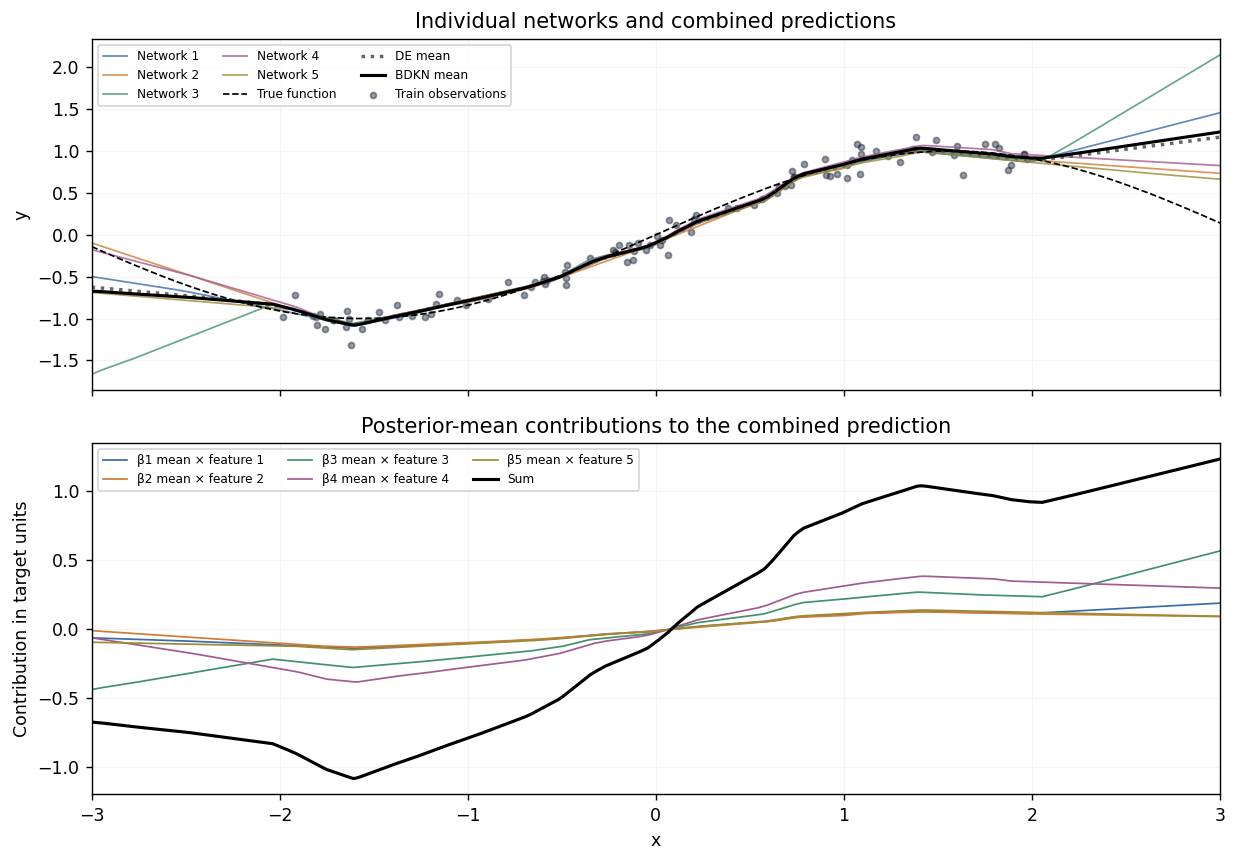 Individual networks and combined predictions
Network 1 Network 4 DE mean
Network 2 Network 5 BDKN mean
Network 3 True function Train observations
2.0
1.5
1.0
0.5
0.0
−0.5
−1.0
−1.5
y
Posterior-mean contributions to the combined prediction
β1 mean × feature 1 β3 mean × feature 3 β5 mean × feature 5
β2 mean × feature 2 β4 mean × feature 4 Sum
1.0
0.5
0.0
−0.5
−1.0
Contribution in target units
−3 −2 −1 0 1 2 3
x